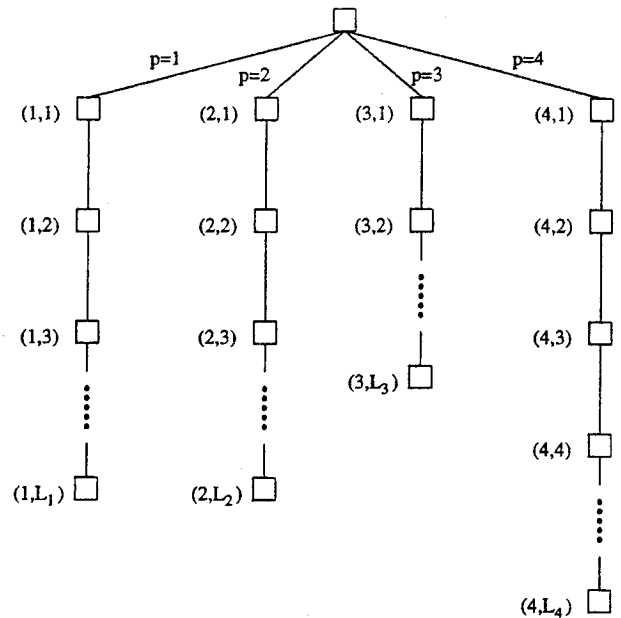 p=1
p=2
p=3
p=4
(1,1)
(2,1)
(3,1)
(4,1)
(1,2)
(2,2)
(3,2)
(4,2)
(1,3)
(2,3)
(4,3)
(3,L₃)
(4,4)
(1,L₁)
(2,L₂)
(4,L₄)